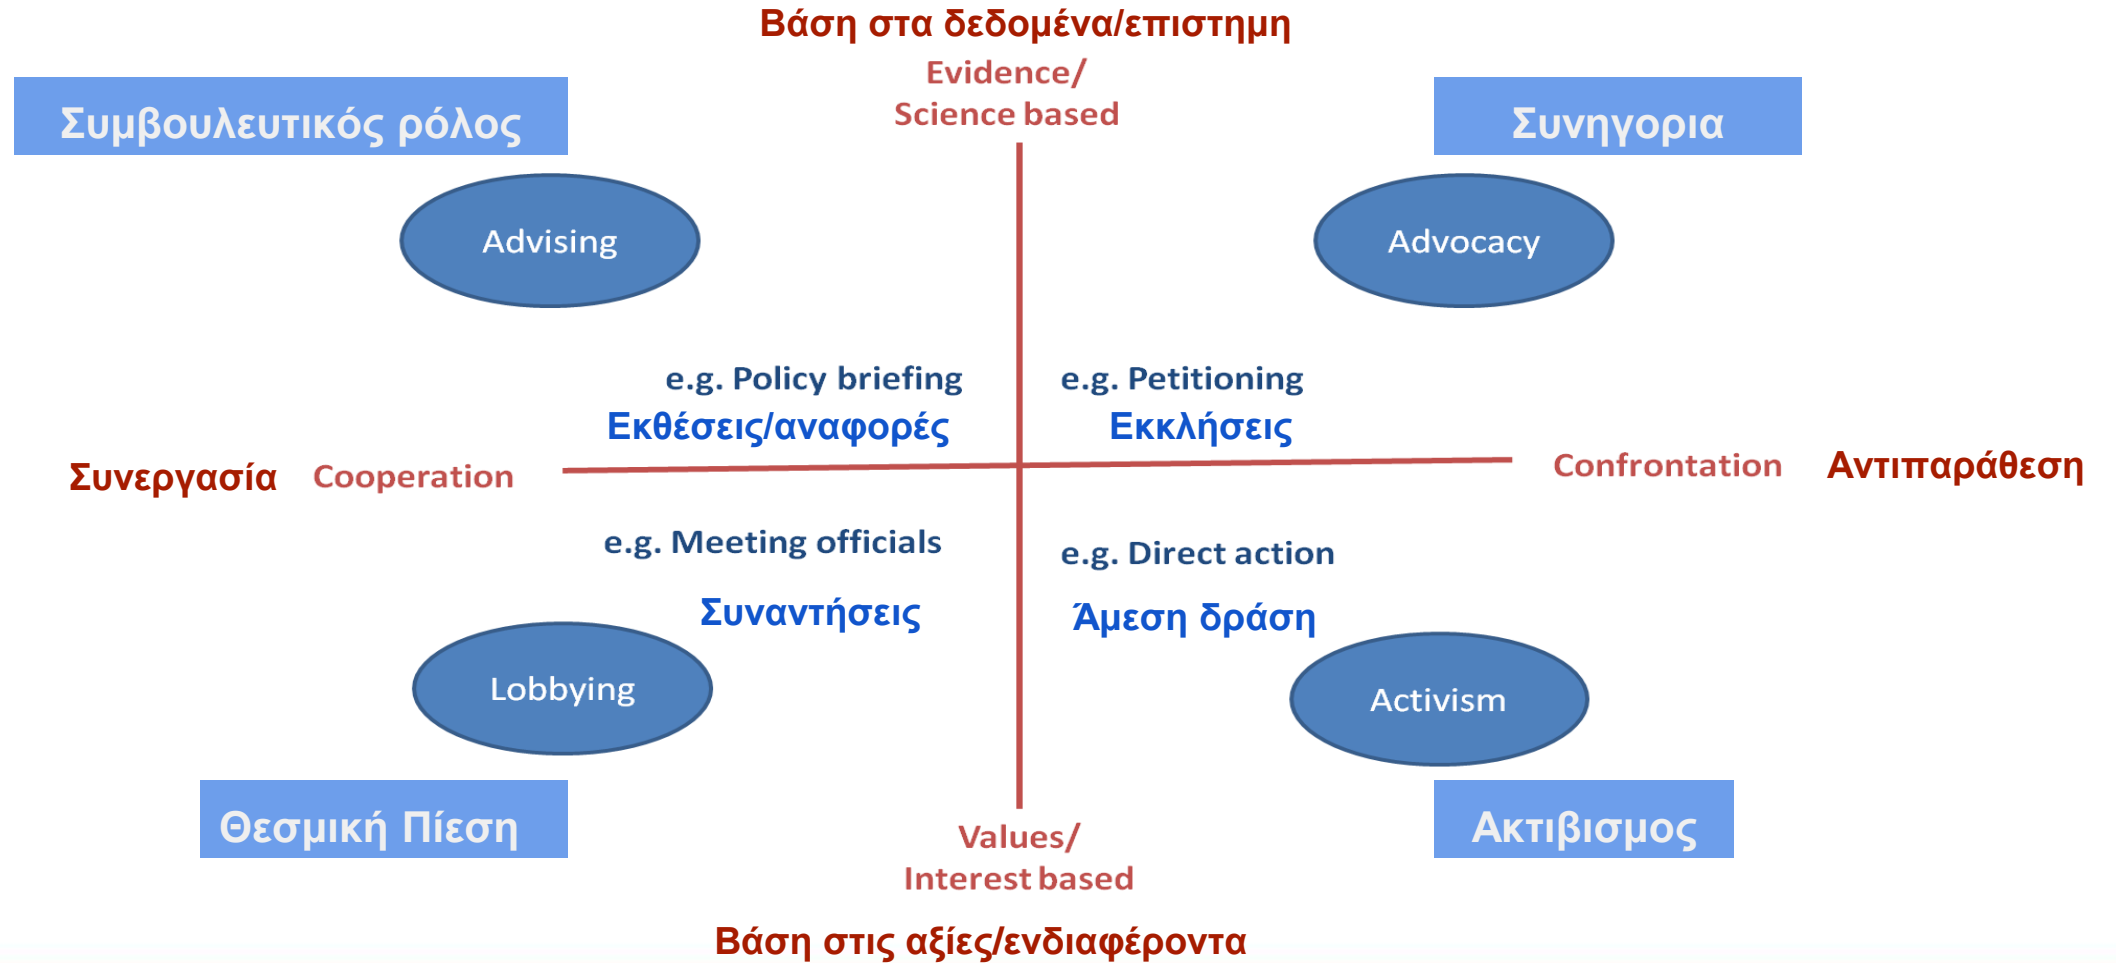 Βάση στα δεδομένα/επιστημη
Evidence/
Science based
Συμβουλευτικός ρόλος
Συνηγορια
Advising
Advocacy
e.g. Policy briefing
Εκθέσεις/αναφορές
e.g. Petitioning
Εκκλήσεις
Συνεργασία
Cooperation
Confrontation
Αντιπαράθεση
e.g. Meeting officials
Συναντήσεις
e.g. Direct action
Άμεση δράση
Lobbying
Activism
Θεσμική Πίεση
Ακτιβισμος
Values/
Interest based
Βάση στις αξίες/ενδιαφέροντα